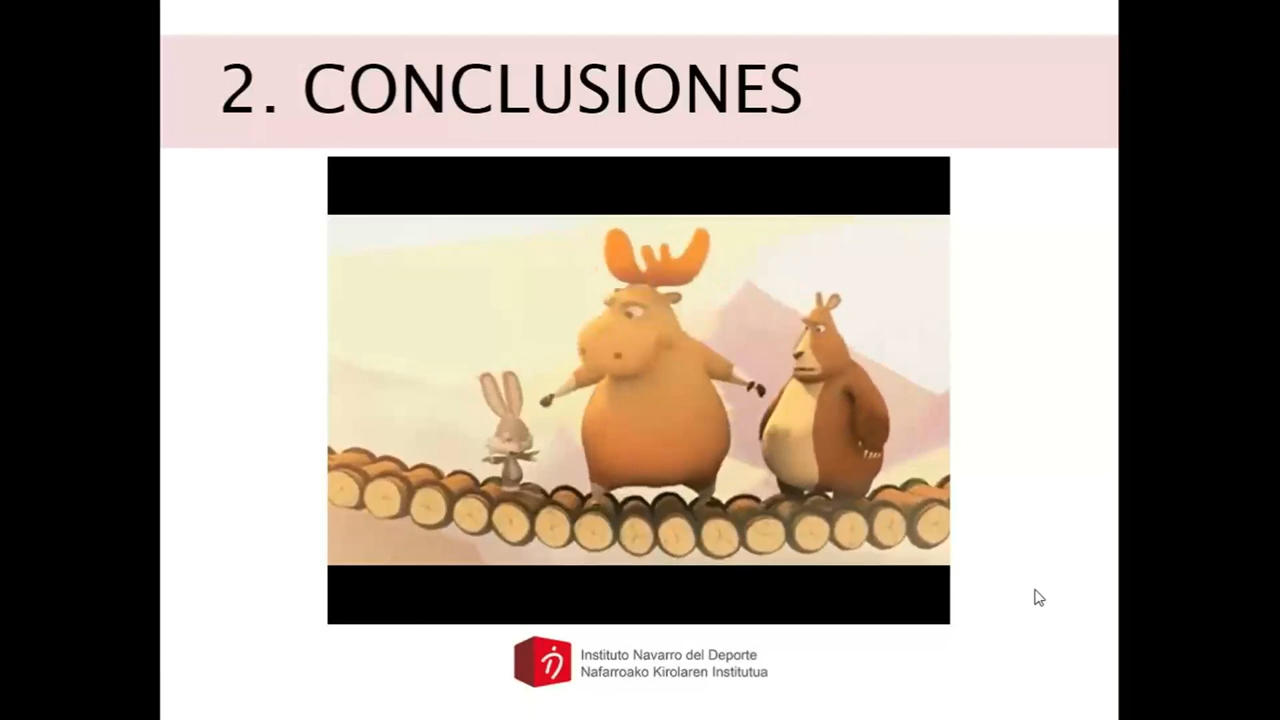 2. CONCLUSIONES
Instituto Navarro del Deporte
Nafarroako Kirolaren Institutua